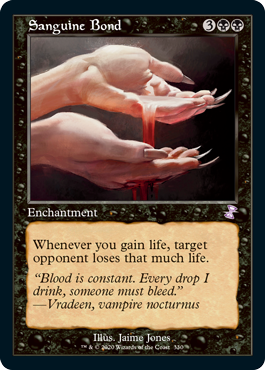 Sanguine Bond 3
Enchantment
Whenever you gain life, target
opponent loses that much life.
“Blood is constant. Every drop I
drink, someone must bleed.”
—Vradeen, vampire nocturnus
Illus. Jaime Jones
™ & © 2020 Wizards of the Coast